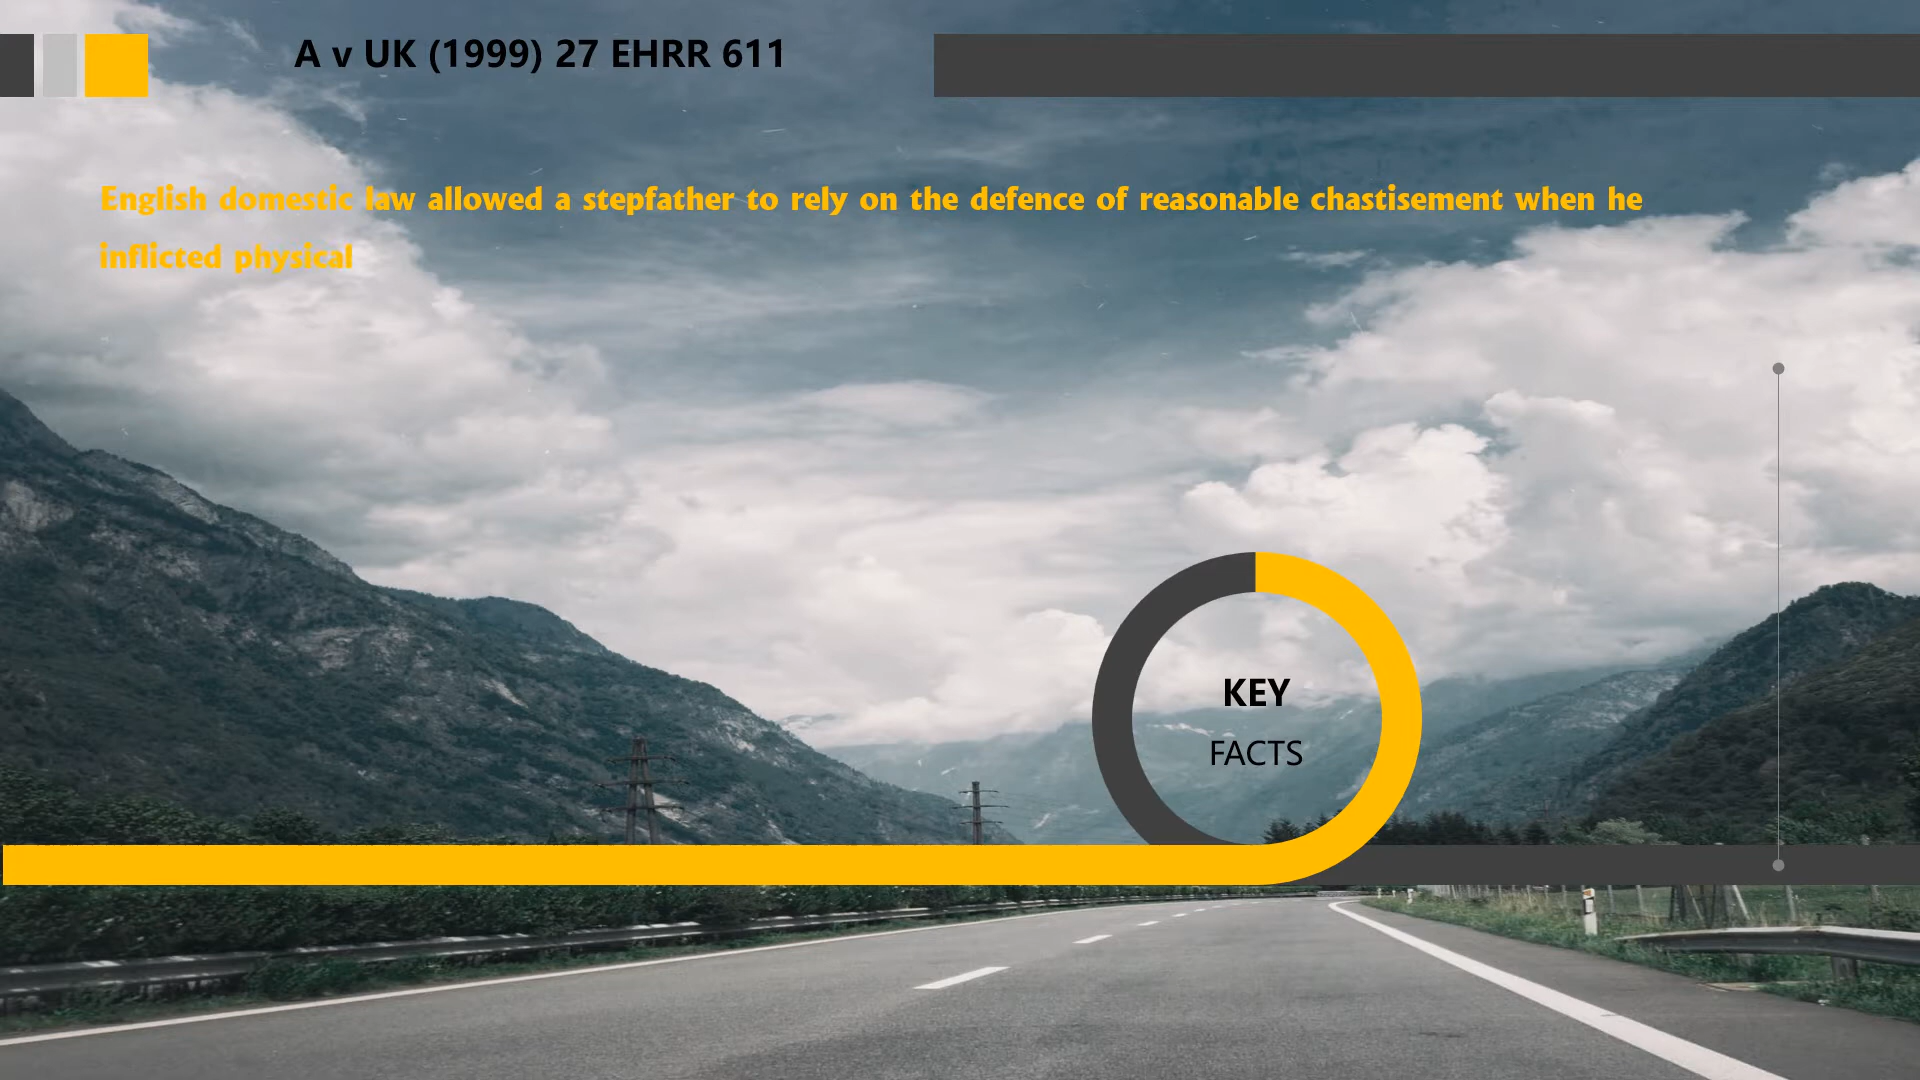 A v UK (1999) 27 EHRR 611
English domestic law allowed a stepfather to rely on the defence of reasonable chastisement when he
inflicted physical
KEY
FACTS